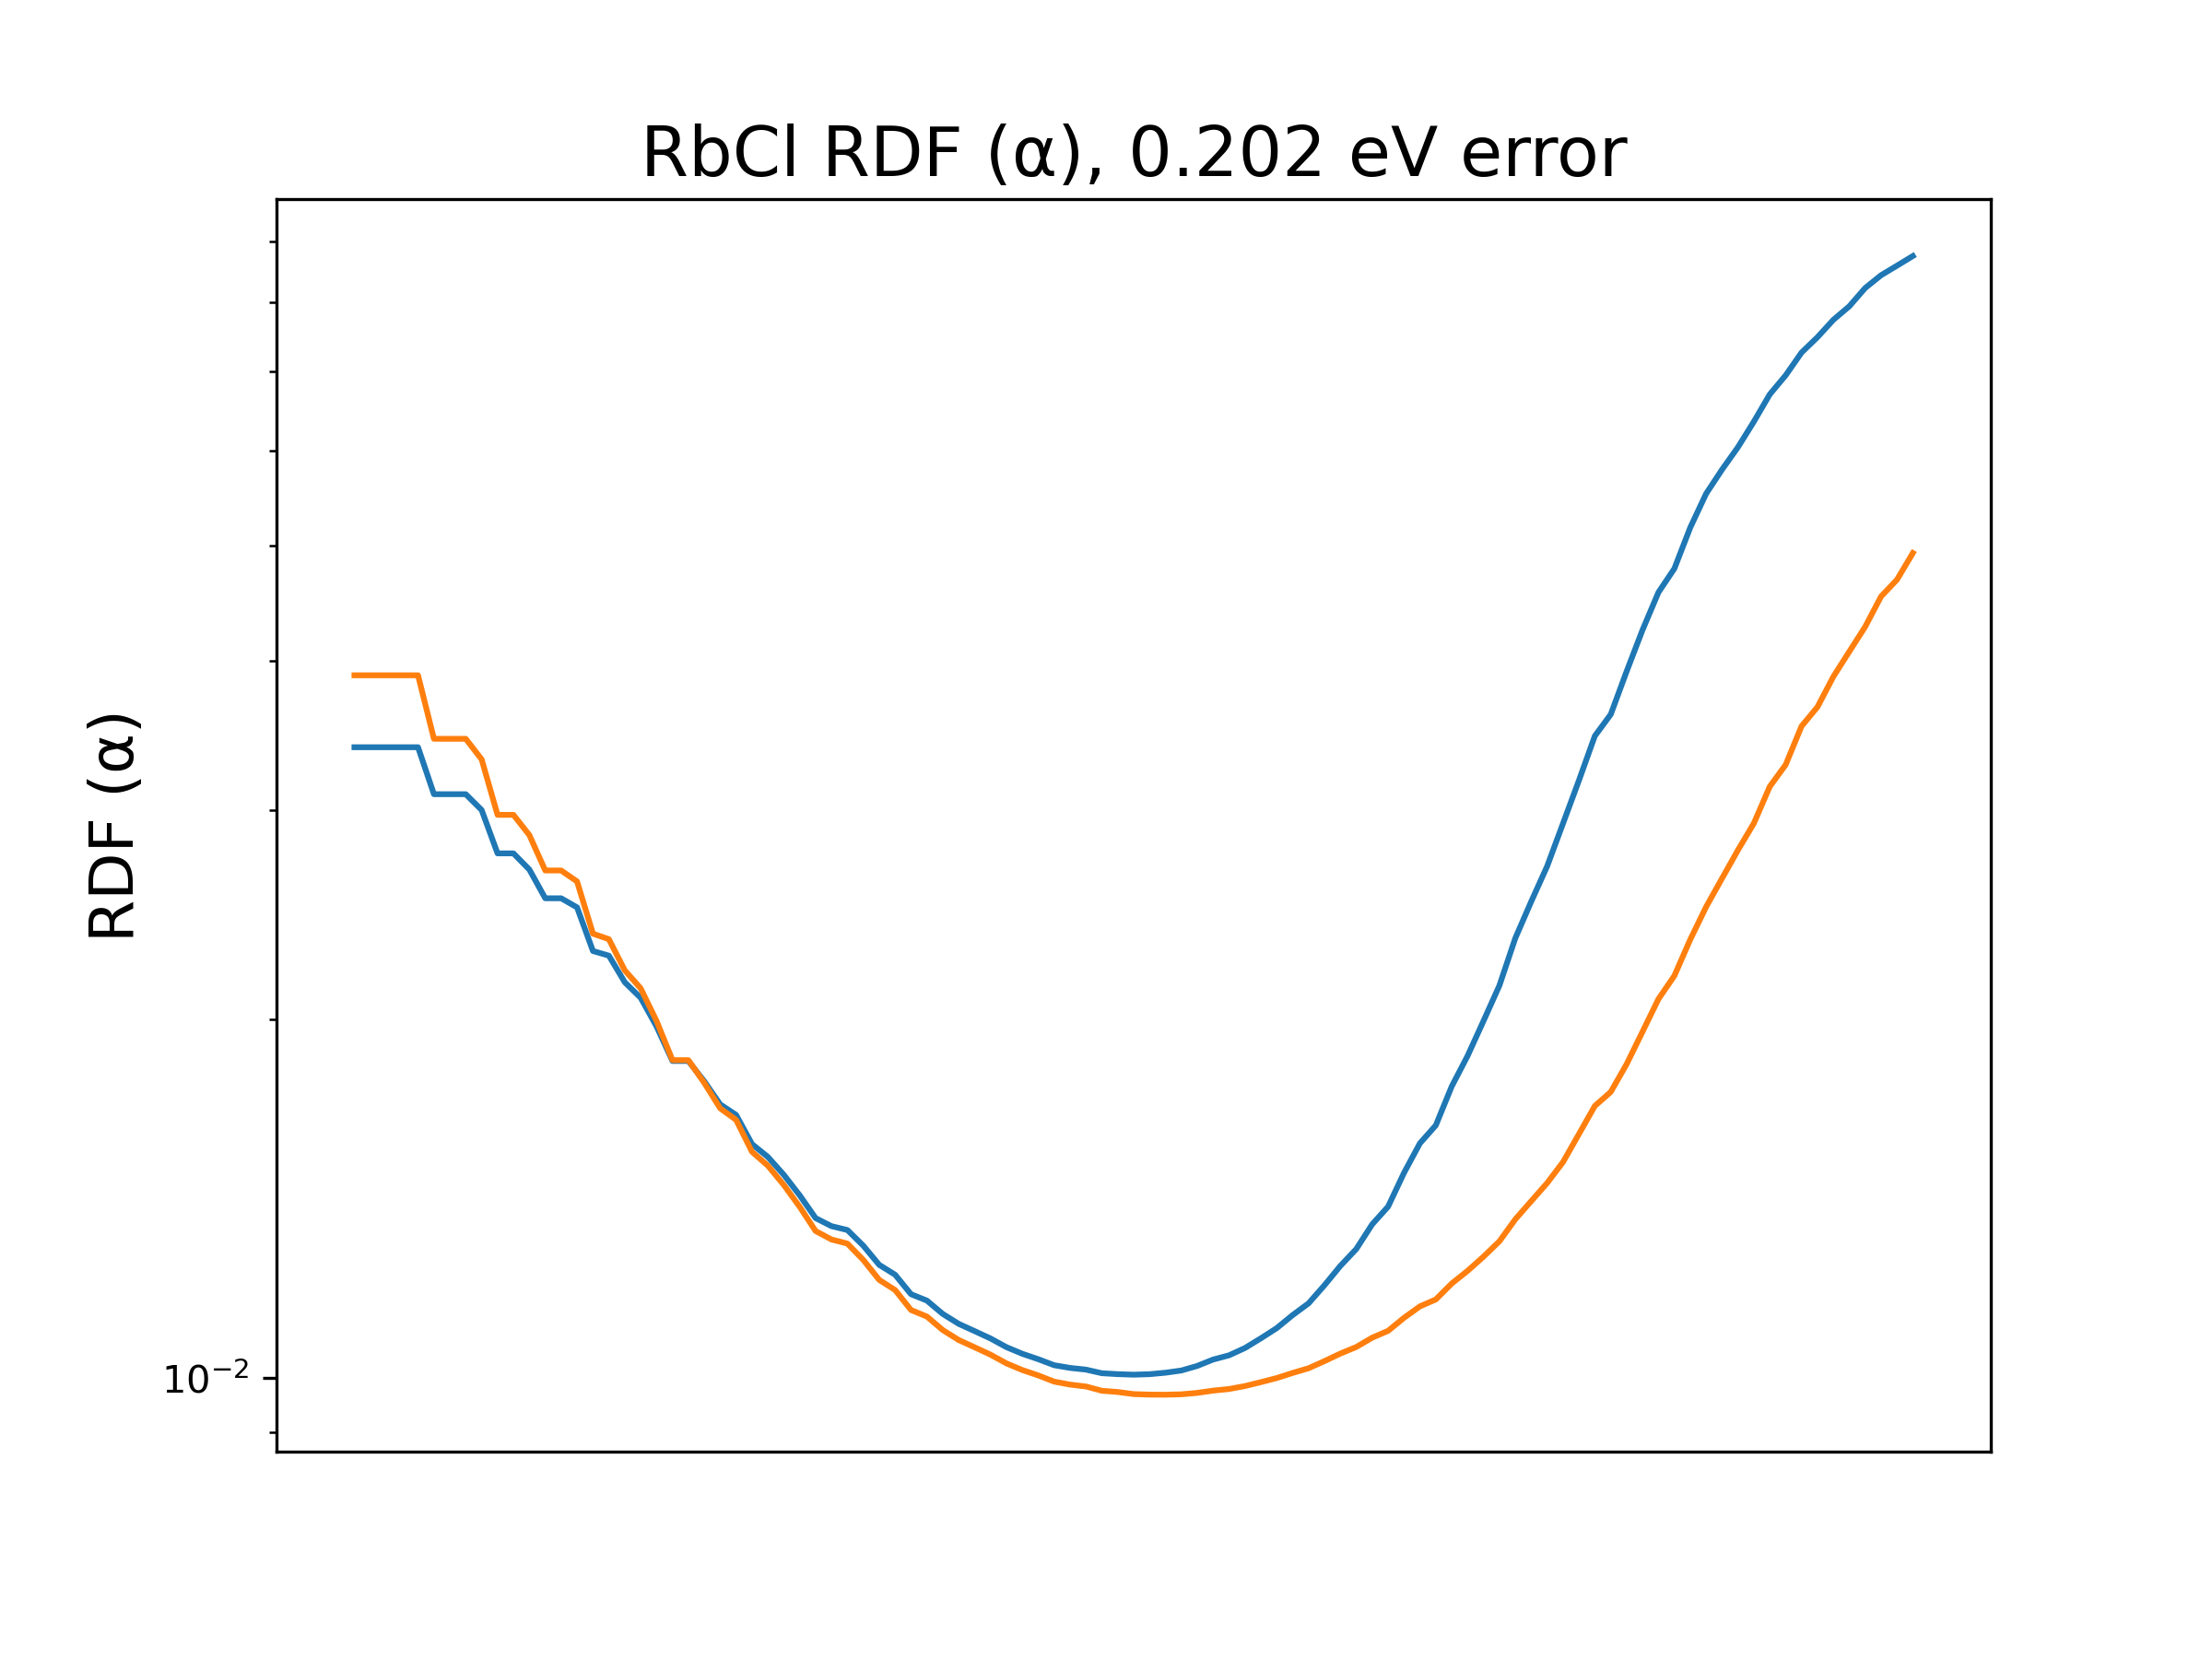 RbCl RDF (α), 0.202 eV error
RDF (α)
10⁻²